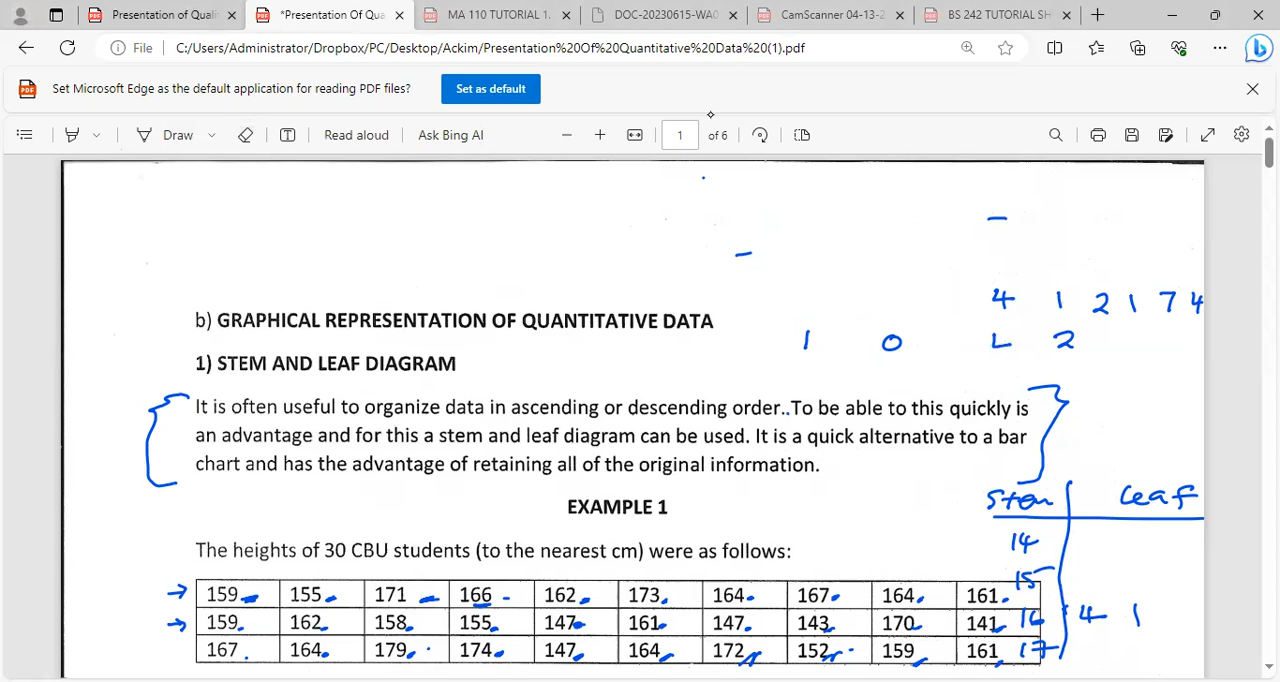 Presentation of Quali
*Presentation Of Qua
MA 110 TUTORIAL 1.
DOC-20230615-WA0
CamScanner 04-13-2
BS 242 TUTORIAL SH
File C:/Users/Administrator/Dropbox/PC/Desktop/Ackim/Presentation%20Of%20Quantitative%20Data%20(1).pdf
Set Microsoft Edge as the default application for reading PDF files? Set as default
Draw Read aloud Ask Bing AI 1 of 6
4 1 2 1 7 4
b) GRAPHICAL REPRESENTATION OF QUANTITATIVE DATA
1 0 L 2
1) STEM AND LEAF DIAGRAM
It is often useful to organize data in ascending or descending order..To be able to this quickly is
an advantage and for this a stem and leaf diagram can be used. It is a quick alternative to a bar
chart and has the advantage of retaining all of the original information.
Stem Leaf
EXAMPLE 1
14
The heights of 30 CBU students (to the nearest cm) were as follows:
15
159 155 171 166 162 173 164 167 164 161
159 162 158 155 147 161 147 143 170 141
16 4 1
167 164 179 174 147 164 172 152 159 161
17